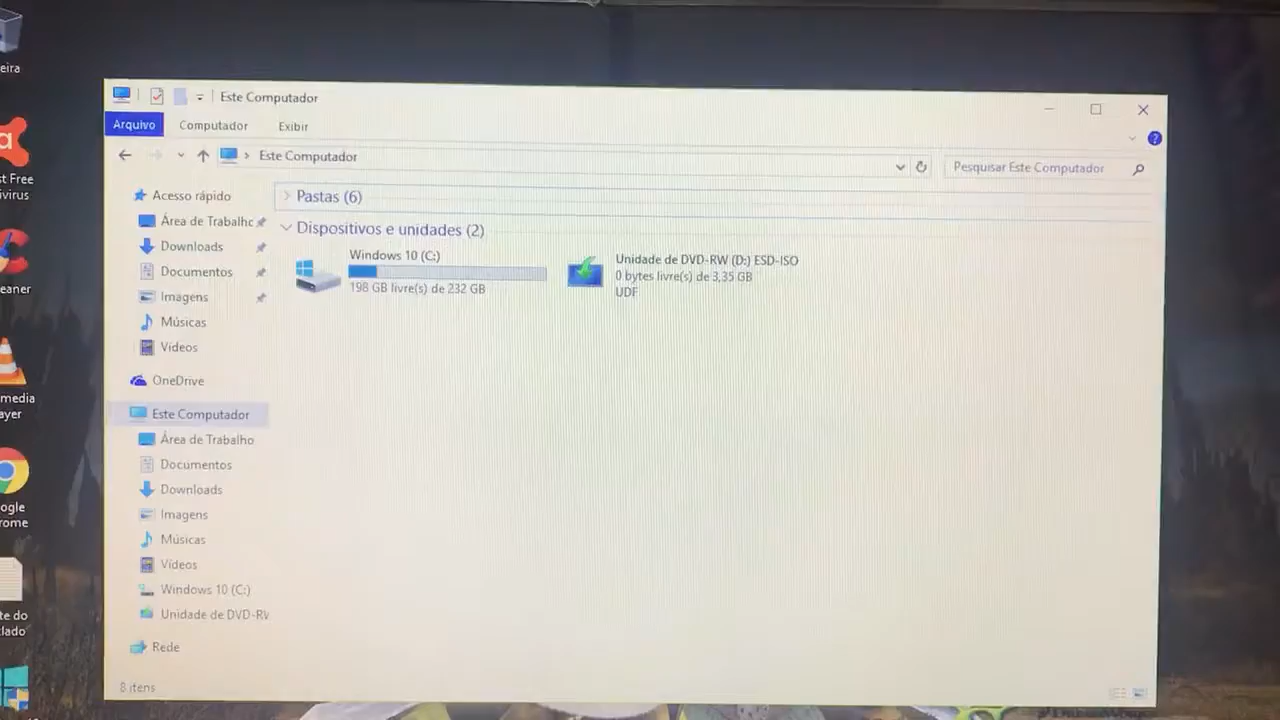 Este Computador
Arquivo
Computador
Exibir
Este Computador
Pesquisar Este Computador
Acesso rápido
Área de Trabalho
Downloads
Documentos
Imagens
Músicas
Vídeos
OneDrive
Este Computador
Área de Trabalho
Documentos
Downloads
Imagens
Músicas
Vídeos
Windows 10 (C:)
Unidade de DVD-RW
Rede
8 itens
Pastas (6)
Dispositivos e unidades (2)
Windows 10 (C:)
198 GB livre(s) de 232 GB
Unidade de DVD-RW (D:) ESD-ISO
0 bytes livre(s) de 3,35 GB
UDF
eira
st Free
ivirus
eaner
media
ayer
ogle
rome
te do
lado